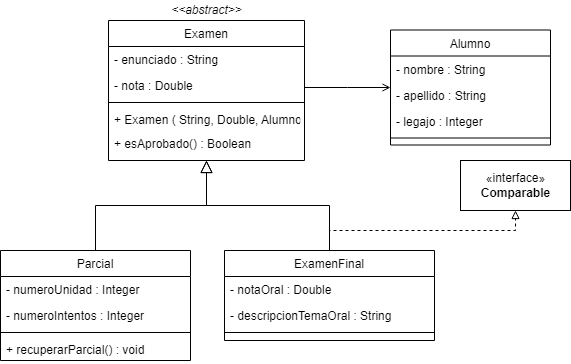 <<abstract>>
Examen
- enunciado : String
- nota : Double
+ Examen ( String, Double, Alumno
+ esAprobado() : Boolean
Alumno
- nombre : String
- apellido : String
- legajo : Integer
«interface»
Comparable
Parcial
- numeroUnidad : Integer
- numeroIntentos : Integer
+ recuperarParcial() : void
ExamenFinal
- notaOral : Double
- descripcionTemaOral : String